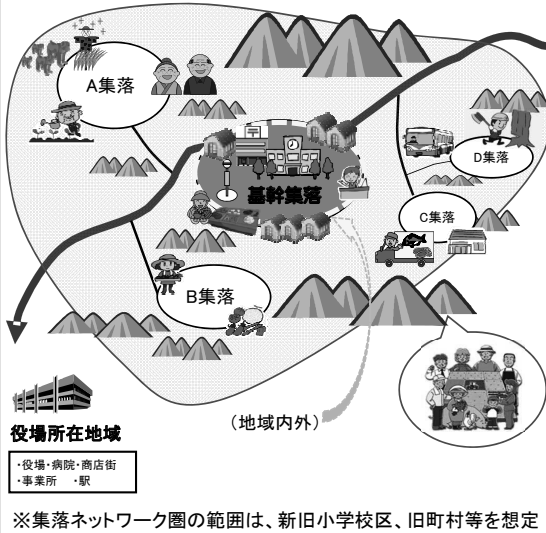 A集落
D集落
基幹集落
C集落
B集落
(地域内外)
役場所在地域
・役場・病院・商店街
・事業所 ・駅
※集落ネットワーク圏の範囲は、新旧小学校区、旧町村等を想定